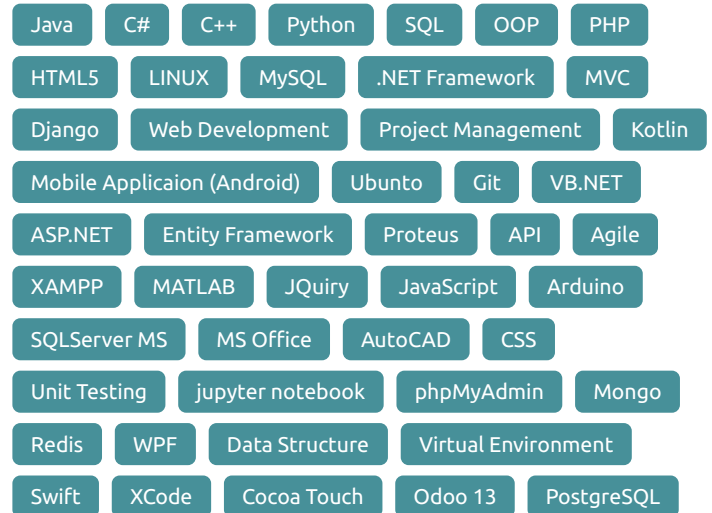 Java C# C++ Python SQL OOP PHP
HTML5 LINUX MySQL .NET Framework MVC
Django Web Development Project Management Kotlin
Mobile Applicaion (Android) Ubunto Git VB.NET
ASP.NET Entity Framework Proteus API Agile
XAMPP MATLAB JQuiry JavaScript Arduino
SQLServer MS MS Office AutoCAD CSS
Unit Testing jupyter notebook phpMyAdmin Mongo
Redis WPF Data Structure Virtual Environment
Swift XCode Cocoa Touch Odoo 13 PostgreSQL